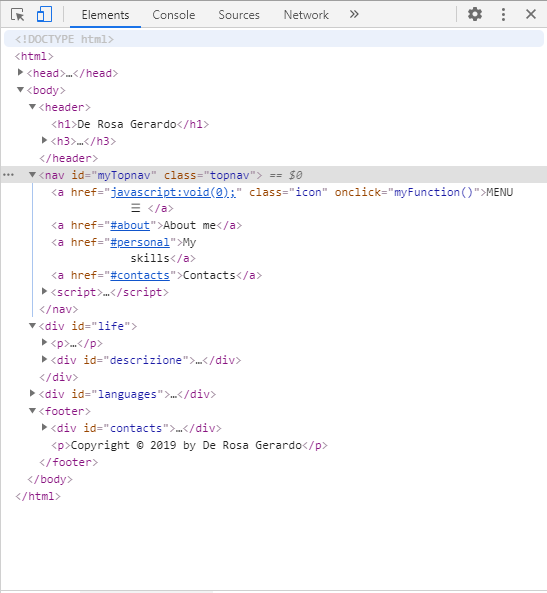 Elements Console Sources Network »
<!DOCTYPE html>
<html>
<head>…</head>
<body>
<header>
<h1>De Rosa Gerardo</h1>
<h3>…</h3>
</header>
<nav id="myTopnav" class="topnav"> == $0
<a href="javascript:void(0);" class="icon" onclick="myFunction()">MENU
☰ </a>
<a href="#about">About me</a>
<a href="#personal">My
skills</a>
<a href="#contacts">Contacts</a>
<script>…</script>
</nav>
<div id="life">
<p>…</p>
<div id="descrizione">…</div>
</div>
<div id="languages">…</div>
<footer>
<div id="contacts">…</div>
<p>Copyright © 2019 by De Rosa Gerardo</p>
</footer>
</body>
</html>